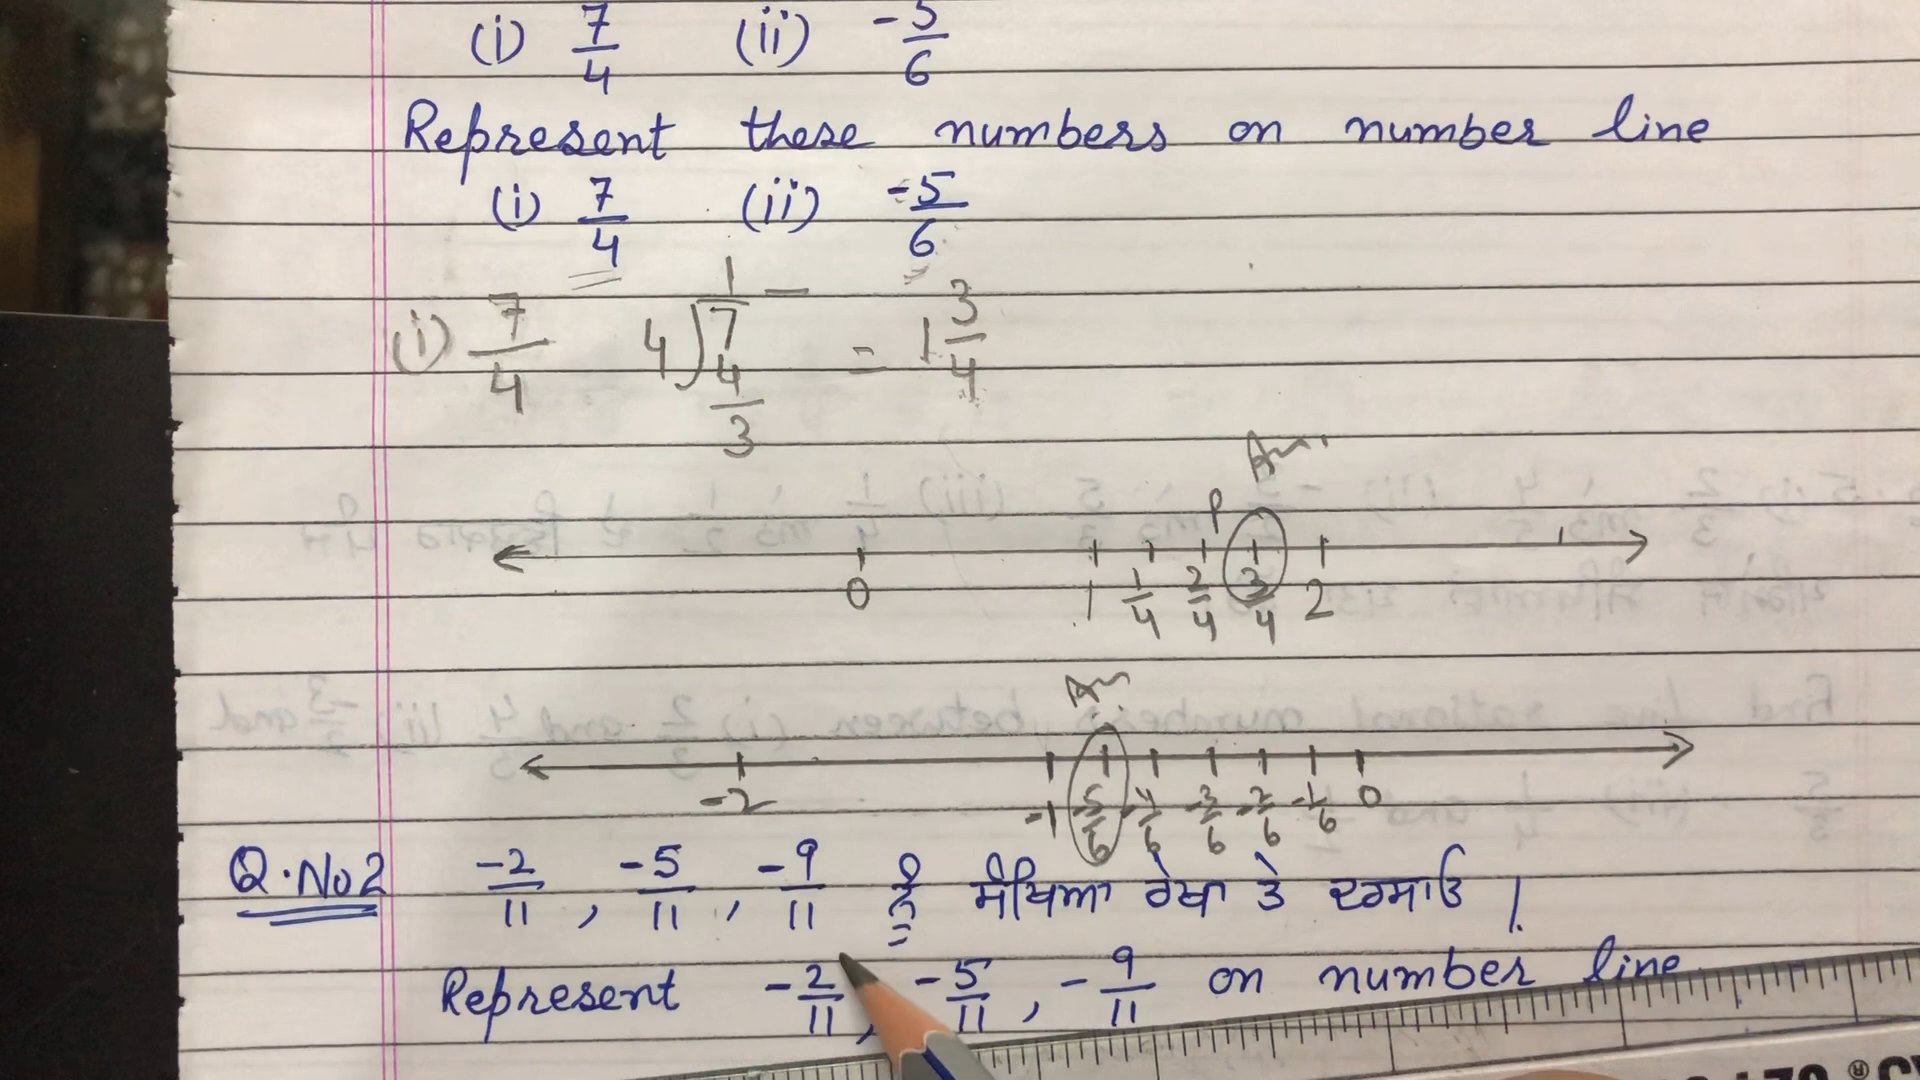 (i) 7/4 (ii) -5/6
Represent these numbers on number line
(i) 7/4 (ii) -5/6
(i) 7/4 4)7 1 4 3 = 1 3/4
Ans.
P
0 1 1/4 2/4 3/4 2
Ans
-2 -1 -5/6 -4/6 -3/6 -2/6 -1/6 0
Q.No2 -2/11, -5/11, -9/11 ਨੂੰ ਸੰਖਿਆ ਰੇਖਾ ਤੇ ਦਰਸਾਓ।
Represent -2/11, -5/11, -9/11 on number line